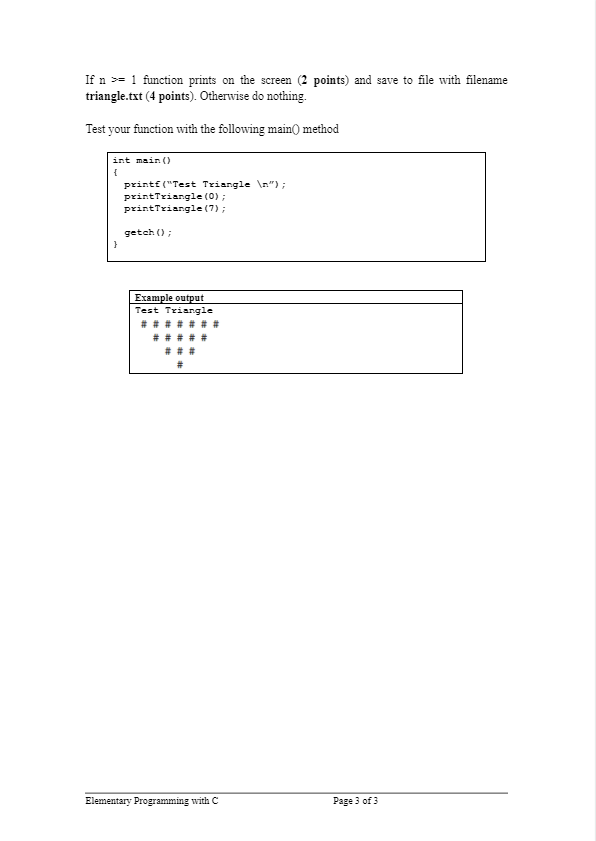 If n >= 1 function prints on the screen (2 points) and save to file with filename
triangle.txt (4 points). Otherwise do nothing.
Test your function with the following main() method
int main()
{
printf("Test Triangle \n");
printTriangle(0);
printTriangle(7);
getch();
}
Example output
Test Triangle
# # # # # # #
# # # # #
# # #
#
Elementary Programming with C Page 3 of 3